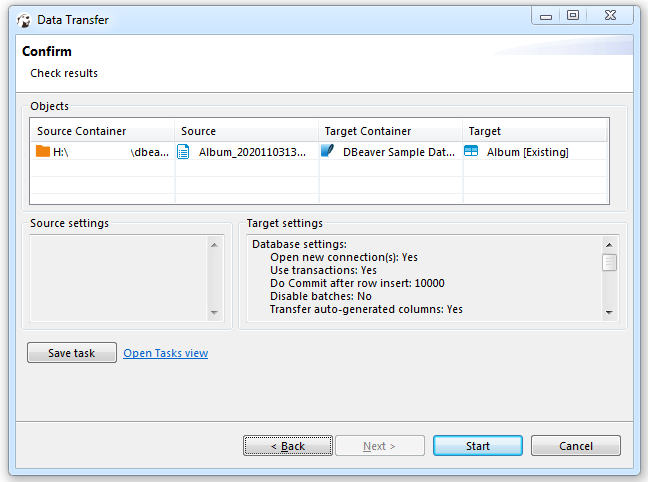 Data Transfer
Confirm
Check results
Objects
Source Container Source Target Container Target
H:\ \dbea... Album_2020110313... DBeaver Sample Dat... Album [Existing]
Source settings
Target settings
Database settings:
Open new connection(s): Yes
Use transactions: Yes
Do Commit after row insert: 10000
Disable batches: No
Transfer auto-generated columns: Yes
Save task Open Tasks view
< Back Next > Start Cancel